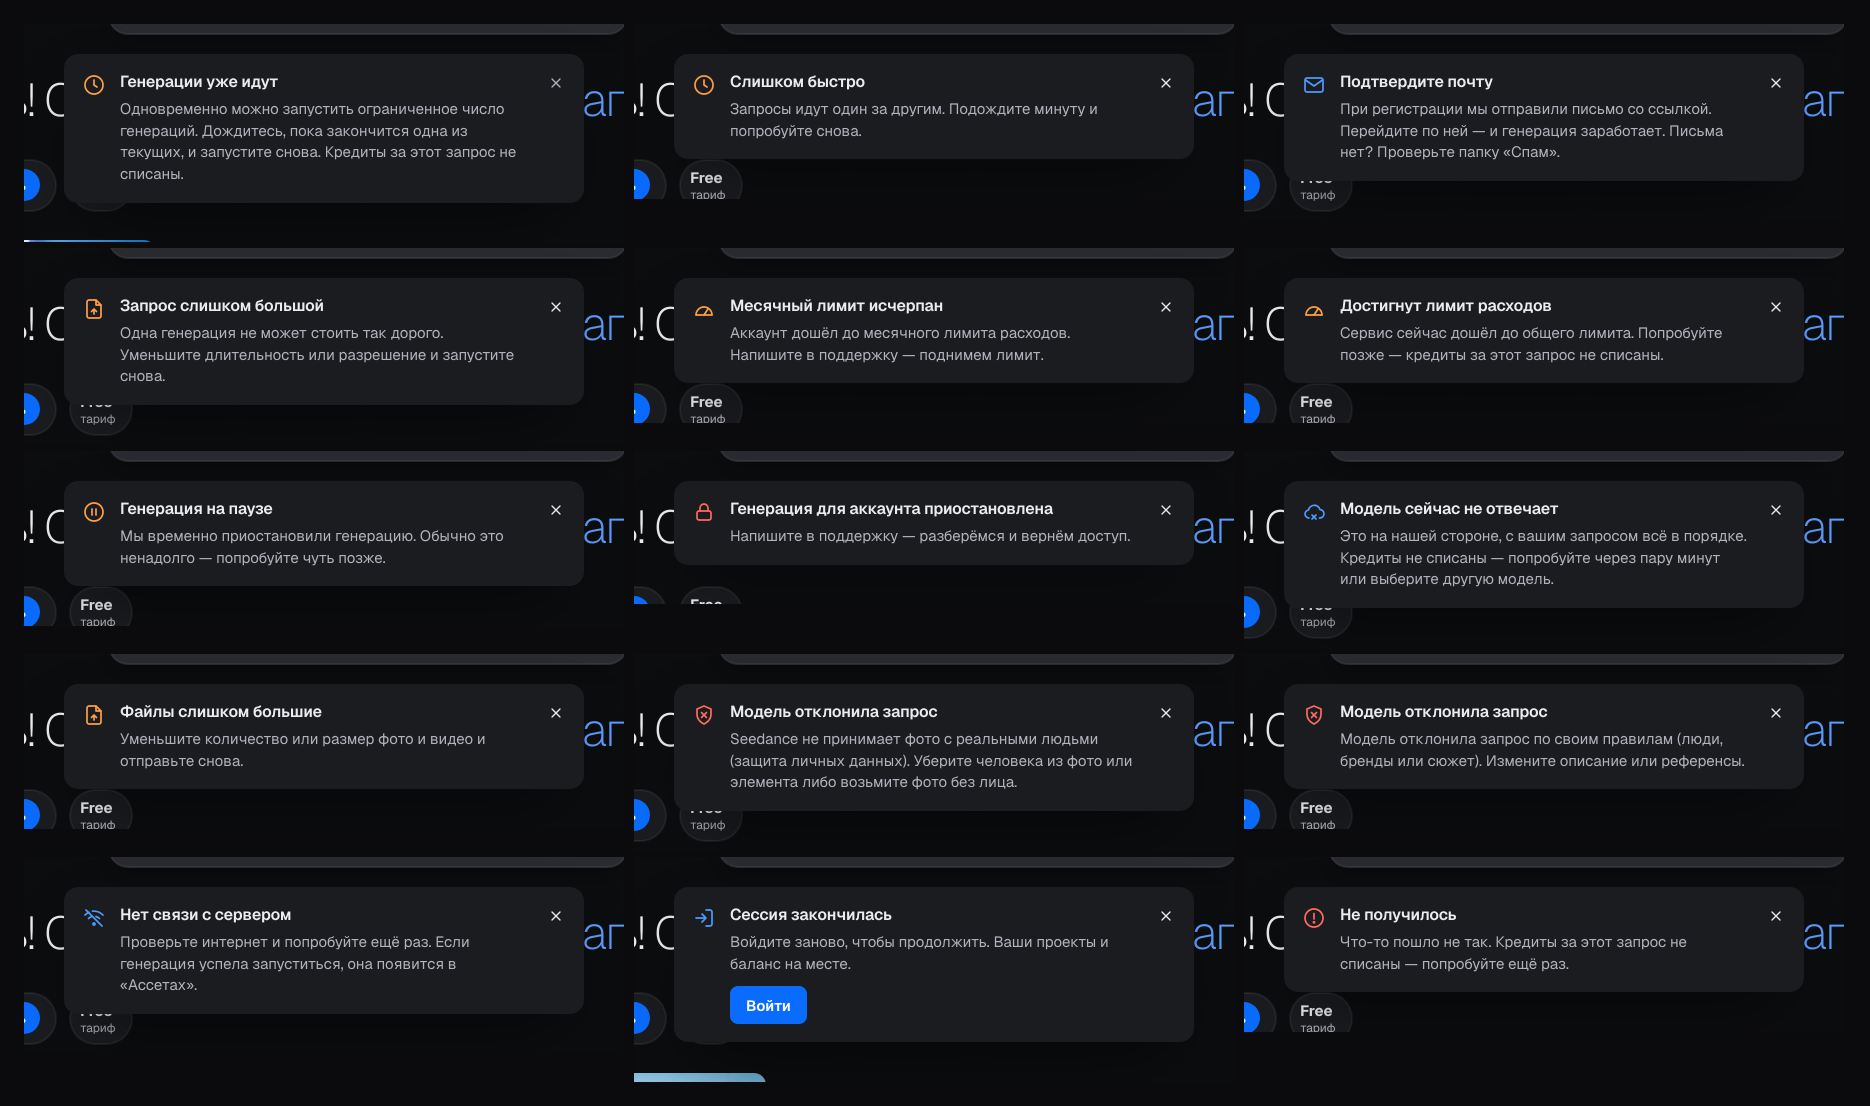 Генерации уже идут
Одновременно можно запустить ограниченное число
генераций. Дождитесь, пока закончится одна из
текущих, и запустите снова. Кредиты за этот запрос не
списаны.
Слишком быстро
Запросы идут один за другим. Подождите минуту и
попробуйте снова.
Free
тариф
Подтвердите почту
При регистрации мы отправили письмо со ссылкой.
Перейдите по ней — и генерация заработает. Письма
нет? Проверьте папку «Спам».
тариф
Запрос слишком большой
Одна генерация не может стоить так дорого.
Уменьшите длительность или разрешение и запустите
снова.
тариф
Месячный лимит исчерпан
Аккаунт дошёл до месячного лимита расходов.
Напишите в поддержку — поднимем лимит.
Free
тариф
Достигнут лимит расходов
Сервис сейчас дошёл до общего лимита. Попробуйте
позже — кредиты за этот запрос не списаны.
Free
тариф
Генерация на паузе
Мы временно приостановили генерацию. Обычно это
ненадолго — попробуйте чуть позже.
Free
тариф
Генерация для аккаунта приостановлена
Напишите в поддержку — разберёмся и вернём доступ.
Free
Модель сейчас не отвечает
Это на нашей стороне, с вашим запросом всё в порядке.
Кредиты не списаны — попробуйте через пару минут
или выберите другую модель.
тариф
Файлы слишком большие
Уменьшите количество или размер фото и видео и
отправьте снова.
Free
тариф
Модель отклонила запрос
Seedance не принимает фото с реальными людьми
(защита личных данных). Уберите человека из фото или
элемента либо возьмите фото без лица.
тариф
Модель отклонила запрос
Модель отклонила запрос по своим правилам (люди,
бренды или сюжет). Измените описание или референсы.
Free
тариф
Нет связи с сервером
Проверьте интернет и попробуйте ещё раз. Если
генерация успела запуститься, она появится в
«Ассетах».
тариф
Сессия закончилась
Войдите заново, чтобы продолжить. Ваши проекты и
баланс на месте.
Войти
Не получилось
Что-то пошло не так. Кредиты за этот запрос не
списаны — попробуйте ещё раз.
Free
тариф